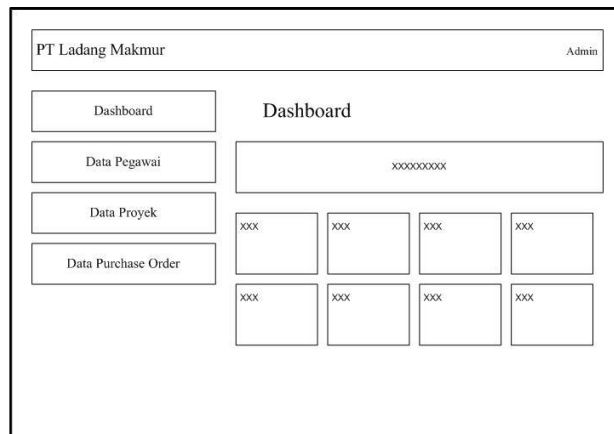 PT Ladang Makmur
Admin
Dashboard
Data Pegawai
Data Proyek
Data Purchase Order
Dashboard
XXXXXXXXX
XXX
XXX
XXX
XXX
XXX
XXX
XXX
XXX